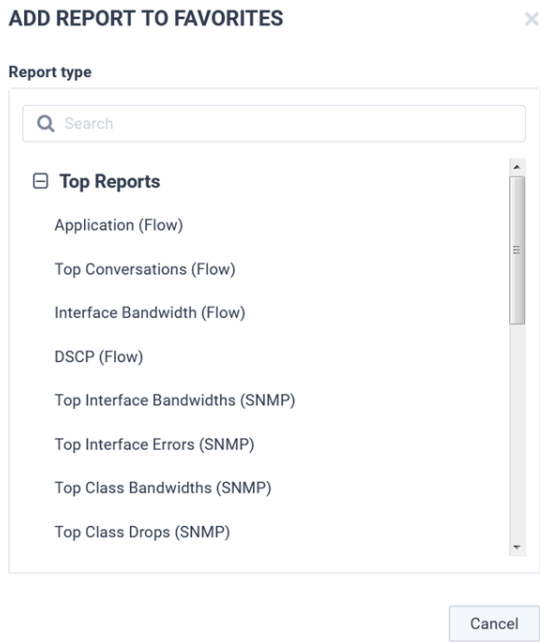 ADD REPORT TO FAVORITES
Report type
Search
Top Reports
Application (Flow)
Top Conversations (Flow)
Interface Bandwidth (Flow)
DSCP (Flow)
Top Interface Bandwidths (SNMP)
Top Interface Errors (SNMP)
Top Class Bandwidths (SNMP)
Top Class Drops (SNMP)
Cancel